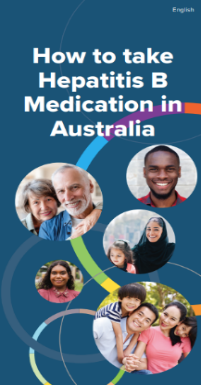 English
How to take
Hepatitis B
Medication in
Australia